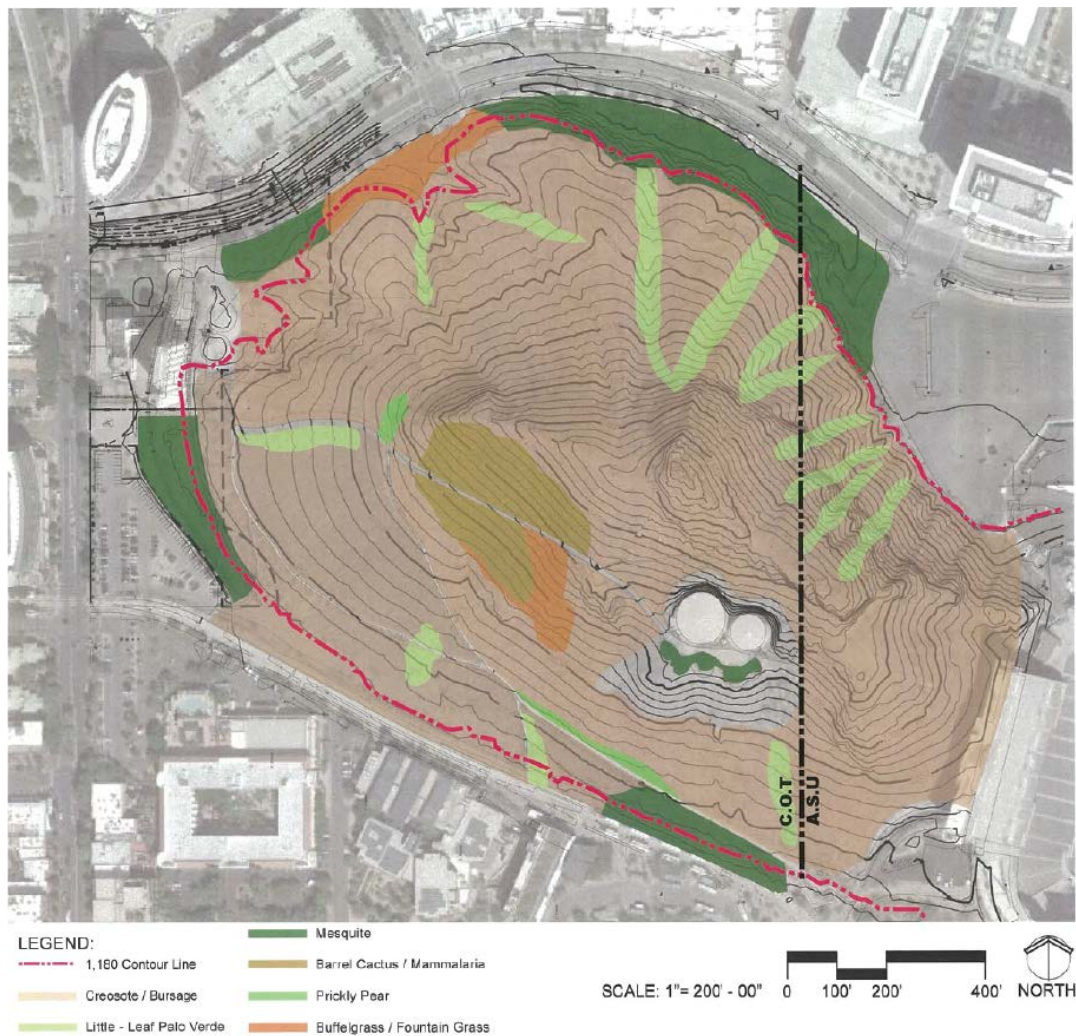 C.O.T
A.S.U
LEGEND:
1,180 Contour Line
Creosote / Bursage
Little - Leaf Palo Verde
Mesquite
Barrel Cactus / Mammalaria
Prickly Pear
Buffelgrass / Fountain Grass
SCALE: 1"= 200' - 00"
0 100' 200' 400'
NORTH